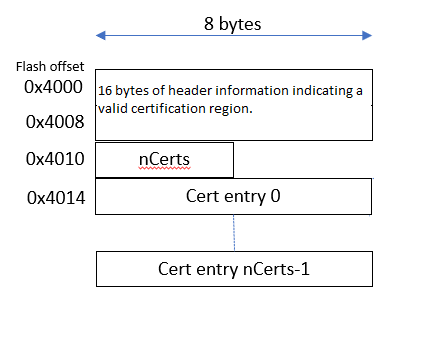 8 bytes
Flash offset
0x4000
16 bytes of header information indicating a
valid certification region.
0x4008
0x4010
nCerts
0x4014
Cert entry 0
Cert entry nCerts-1